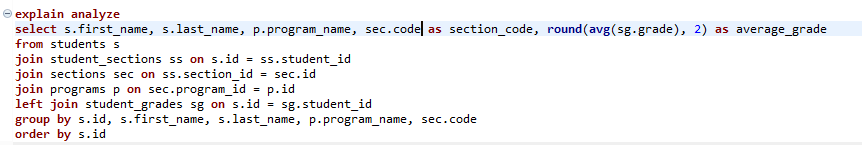 explain analyze
select s.first_name, s.last_name, p.program_name, sec.code as section_code, round(avg(sg.grade), 2) as average_grade
from students s
join student_sections ss on s.id = ss.student_id
join sections sec on ss.section_id = sec.id
join programs p on sec.program_id = p.id
left join student_grades sg on s.id = sg.student_id
group by s.id, s.first_name, s.last_name, p.program_name, sec.code
order by s.id